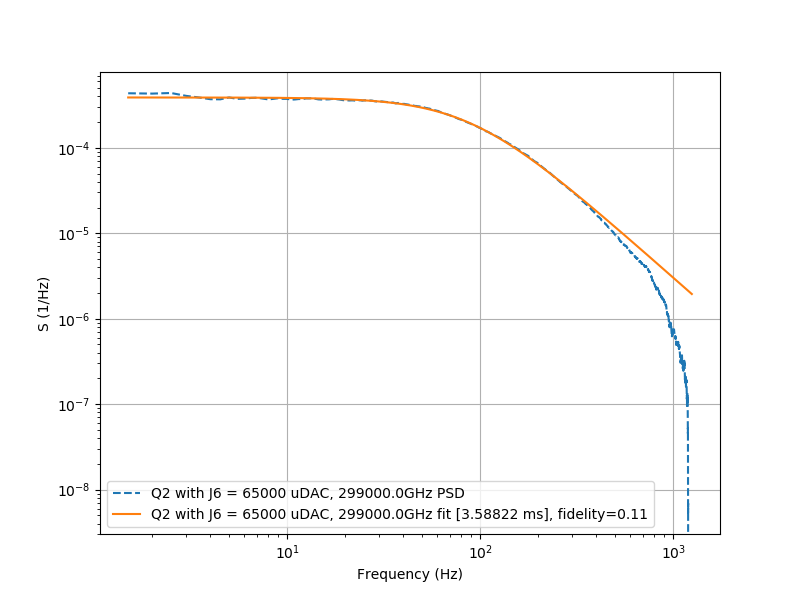 10⁻⁴
10⁻⁵
10⁻⁶
10⁻⁷
10⁻⁸
S (1/Hz)
Q2 with J6 = 65000 uDAC, 299000.0GHz PSD
Q2 with J6 = 65000 uDAC, 299000.0GHz fit [3.58822 ms], fidelity=0.11
10¹ 10² 10³
Frequency (Hz)